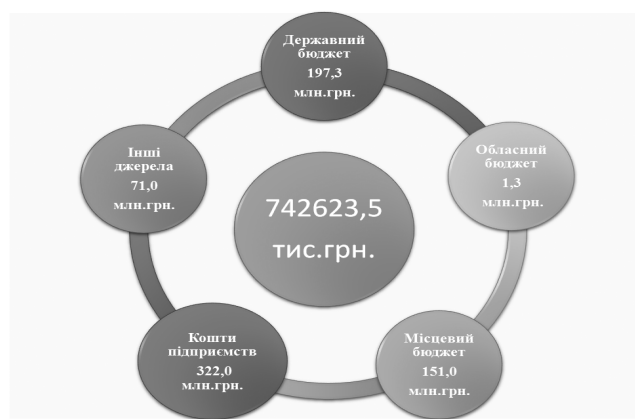 Державний
бюджет
197,3
млн.грн.
Обласний
бюджет
1,3
млн.грн.
Місцевий
бюджет
151,0
млн.грн.
Кошти
підприємств
322,0
млн.грн.
Інші
джерела
71,0
млн.грн.
742623,5
тис.грн.